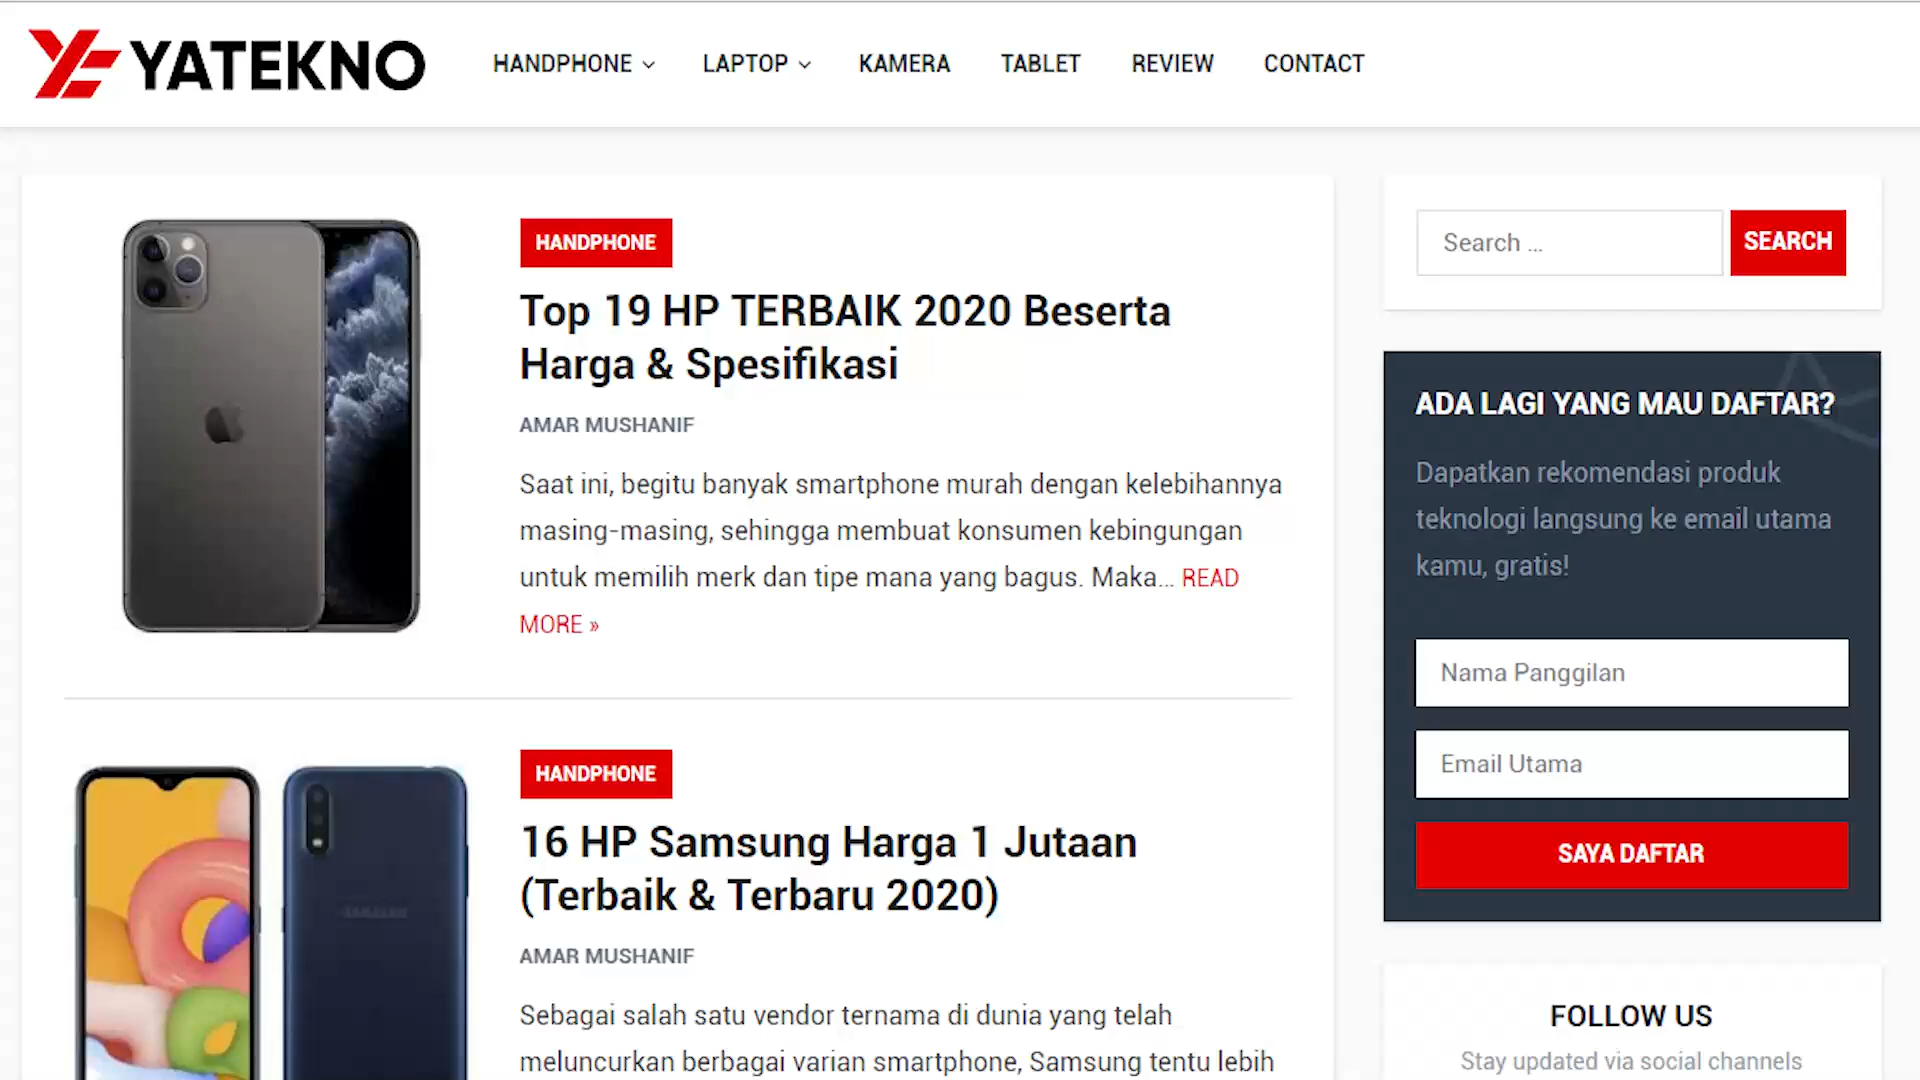 YATEKNO
HANDPHONE
LAPTOP
KAMERA
TABLET
REVIEW
CONTACT
HANDPHONE
Top 19 HP TERBAIK 2020 Beserta
Harga & Spesifikasi
AMAR MUSHANIF
Saat ini, begitu banyak smartphone murah dengan kelebihannya
masing-masing, sehingga membuat konsumen kebingungan
untuk memilih merk dan tipe mana yang bagus. Maka... READ
MORE »
HANDPHONE
16 HP Samsung Harga 1 Jutaan
(Terbaik & Terbaru 2020)
AMAR MUSHANIF
Sebagai salah satu vendor ternama di dunia yang telah
meluncurkan berbagai varian smartphone, Samsung tentu lebih
SAMSUNG
Search ...
SEARCH
ADA LAGI YANG MAU DAFTAR?
Dapatkan rekomendasi produk
teknologi langsung ke email utama
kamu, gratis!
Nama Panggilan
Email Utama
SAYA DAFTAR
FOLLOW US
Stay updated via social channels